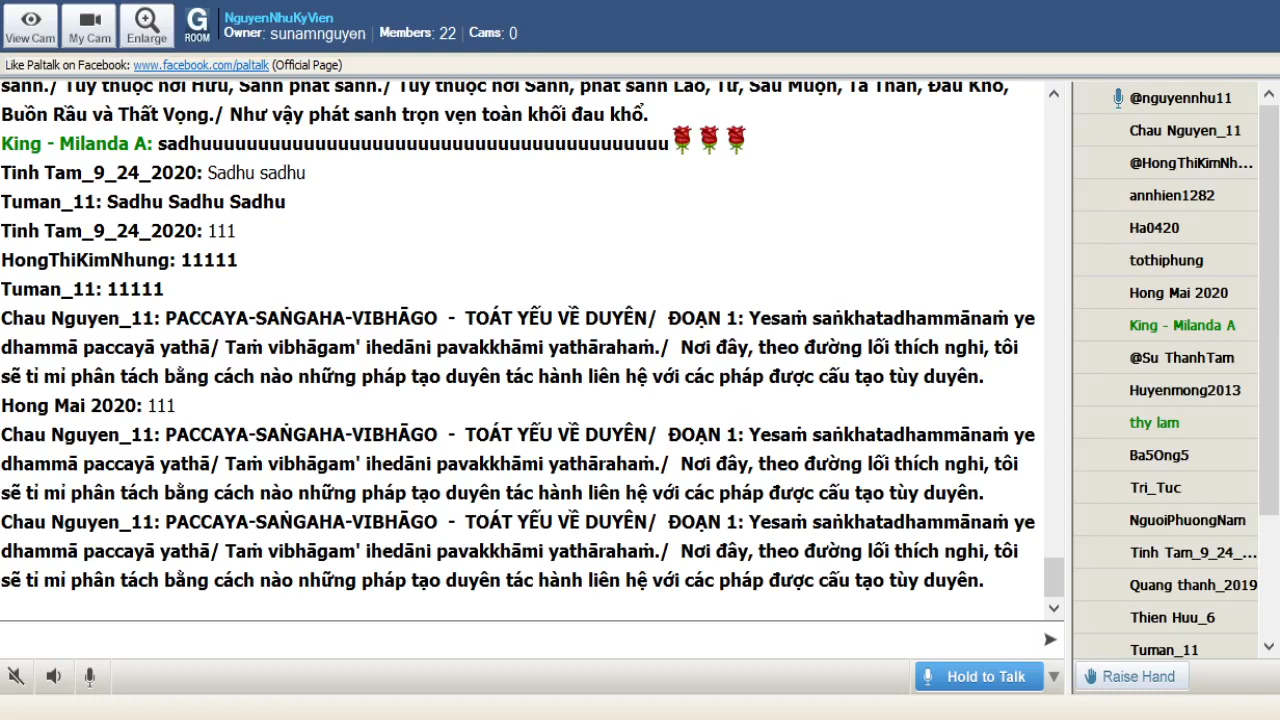 View Cam
My Cam
Enlarge
G
ROOM
NguyenNhuKyVien
Owner: sunamnguyen | Members: 22 | Cams: 0
Like Paltalk on Facebook: www.facebook.com/paltalk (Official Page)
sanh./ Tùy thuộc nơi Hữu, Sanh phát sanh./ Tùy thuộc nơi Sanh, phát sanh Lão, Tử, Sầu Muộn, Ta Thán, Đau Khổ,
Buồn Rầu và Thất Vọng./ Như vậy phát sanh trọn vẹn toàn khối đau khổ.
King - Milanda A: sadhuuuuuuuuuuuuuuuuuuuuuuuuuuuuuuuuuuuuuuuuu
Tinh Tam_9_24_2020: Sadhu sadhu
Tuman_11: Sadhu Sadhu Sadhu
Tinh Tam_9_24_2020: 111
HongThiKimNhung: 11111
Tuman_11: 11111
Chau Nguyen_11: PACCAYA-SAṄGAHA-VIBHĀGO - TOÁT YẾU VỀ DUYÊN/ ĐOẠN 1: Yesaṁ saṅkhatadhammānaṁ ye
dhammā paccayā yathā/ Taṁ vibhāgam' ihedāni pavakkhāmi yathārahaṁ./ Nơi đây, theo đường lối thích nghi, tôi
sẽ tỉ mỉ phân tách bằng cách nào những pháp tạo duyên tác hành liên hệ với các pháp được cấu tạo tùy duyên.
Hong Mai 2020: 111
Chau Nguyen_11: PACCAYA-SAṄGAHA-VIBHĀGO - TOÁT YẾU VỀ DUYÊN/ ĐOẠN 1: Yesaṁ saṅkhatadhammānaṁ ye
dhammā paccayā yathā/ Taṁ vibhāgam' ihedāni pavakkhāmi yathārahaṁ./ Nơi đây, theo đường lối thích nghi, tôi
sẽ tỉ mỉ phân tách bằng cách nào những pháp tạo duyên tác hành liên hệ với các pháp được cấu tạo tùy duyên.
Chau Nguyen_11: PACCAYA-SAṄGAHA-VIBHĀGO - TOÁT YẾU VỀ DUYÊN/ ĐOẠN 1: Yesaṁ saṅkhatadhammānaṁ ye
dhammā paccayā yathā/ Taṁ vibhāgam' ihedāni pavakkhāmi yathārahaṁ./ Nơi đây, theo đường lối thích nghi, tôi
sẽ tỉ mỉ phân tách bằng cách nào những pháp tạo duyên tác hành liên hệ với các pháp được cấu tạo tùy duyên.
@nguyennhu11
Chau Nguyen_11
@HongThiKimNh...
annhien1282
Ha0420
tothiphung
Hong Mai 2020
King - Milanda A
@Su ThanhTam
Huyenmong2013
thy lam
Ba5Ong5
Tri_Tuc
NguoiPhuongNam
Tinh Tam_9_24_...
Quang thanh_2019
Thien Huu_6
Tuman_11
Hold to Talk
Raise Hand